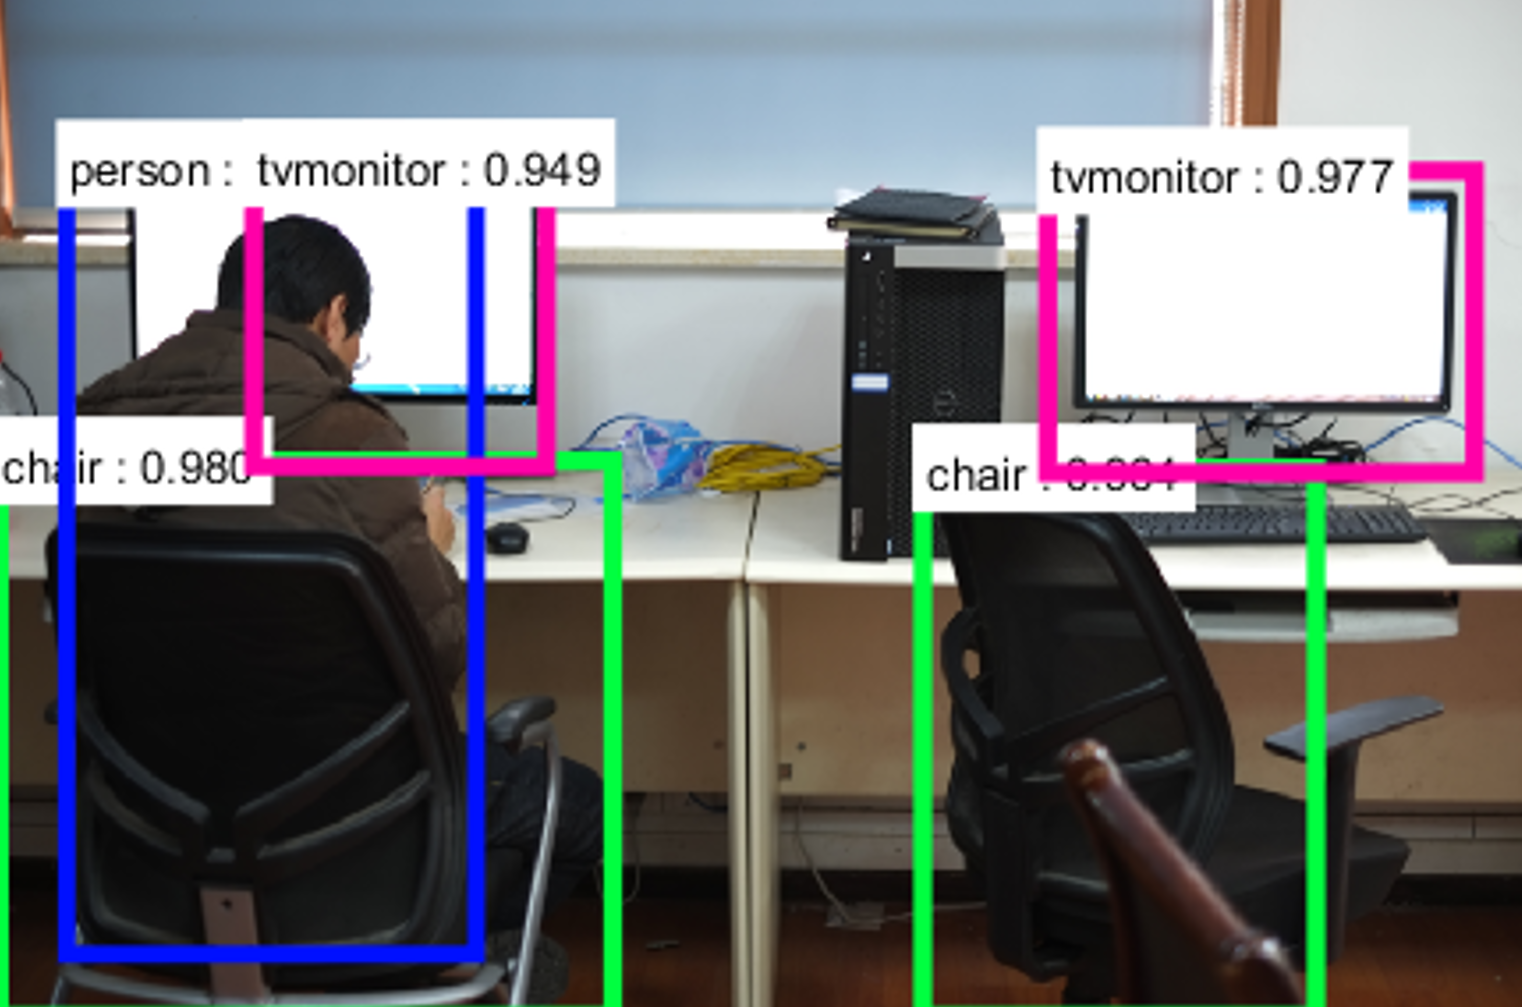 person : tvmonitor : 0.949
tvmonitor : 0.977
chair : 0.980
chair :